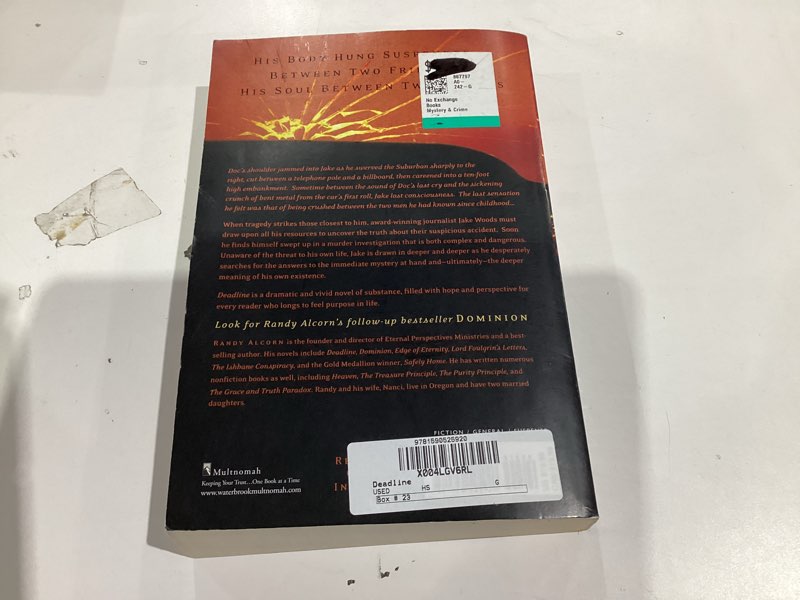 HIS BODY HUNG
BETWEEN TWO
HIS SOUL BETWEEN
887297
AG-
242-G
No Exchange
Books
Mystery & Crime
Doc's shoulder jammed into Jake as he swerved the Suburban sharply to the
right, cut between a telephone pole and a billboard, then careened into a ten-foot
high embankment. Sometime between the sound of Doc's last cry and the sickening
crunch of bent metal from the car's first roll, Jake lost consciousness. The last sensation
he felt was that of being crushed between the two men he had known since childhood...
When tragedy strikes those closest to him, award-winning journalist Jake Woods must
draw upon all his resources to uncover the truth about their suspicious accident. Soon
he finds himself swept up in a murder investigation that is both complex and dangerous.
Unaware of the threat to his own life, Jake is drawn in deeper and deeper as he desperately
searches for the answers to the immediate mystery at hand and—ultimately—the deeper
meaning of his own existence.
Deadline is a dramatic and vivid novel of substance, filled with hope and perspective for
every reader who longs to feel purpose in life.
Look for Randy Alcorn's follow-up bestseller DOMINION
RANDY ALCORN is the founder and director of Eternal Perspectives Ministries and a best-
selling author. His novels include Deadline, Dominion, Edge of Eternity, Lord Foulgrin's Letters,
The Ishbane Conspiracy, and the Gold Medallion winner, Safely Home. He has written numerous
nonfiction books as well, including Heaven, The Treasure Principle, The Purity Principle, and
The Grace and Truth Paradox. Randy and his wife, Nanci, live in Oregon and have two married
daughters.
FICTION / GENERAL /
9781590525920
X004LGV6RL
Deadline
USED HS G
Box # 23
Multnomah
Keeping Your Trust...One Book at a Time
www.waterbrookmultnomah.com